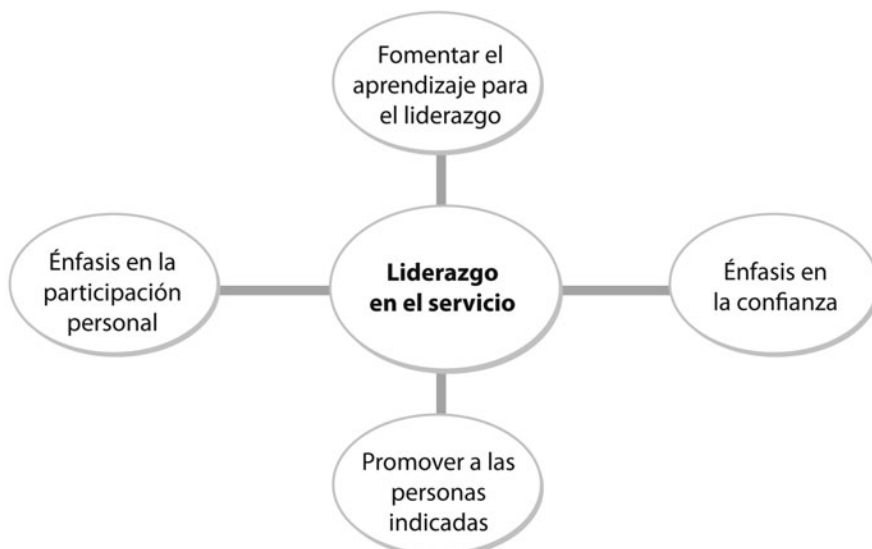 Fomentar el
aprendizaje para
el liderazgo
Énfasis en la
participación
personal
Liderazgo
en el servicio
Énfasis en
la confianza
Promover a las
personas
indicadas